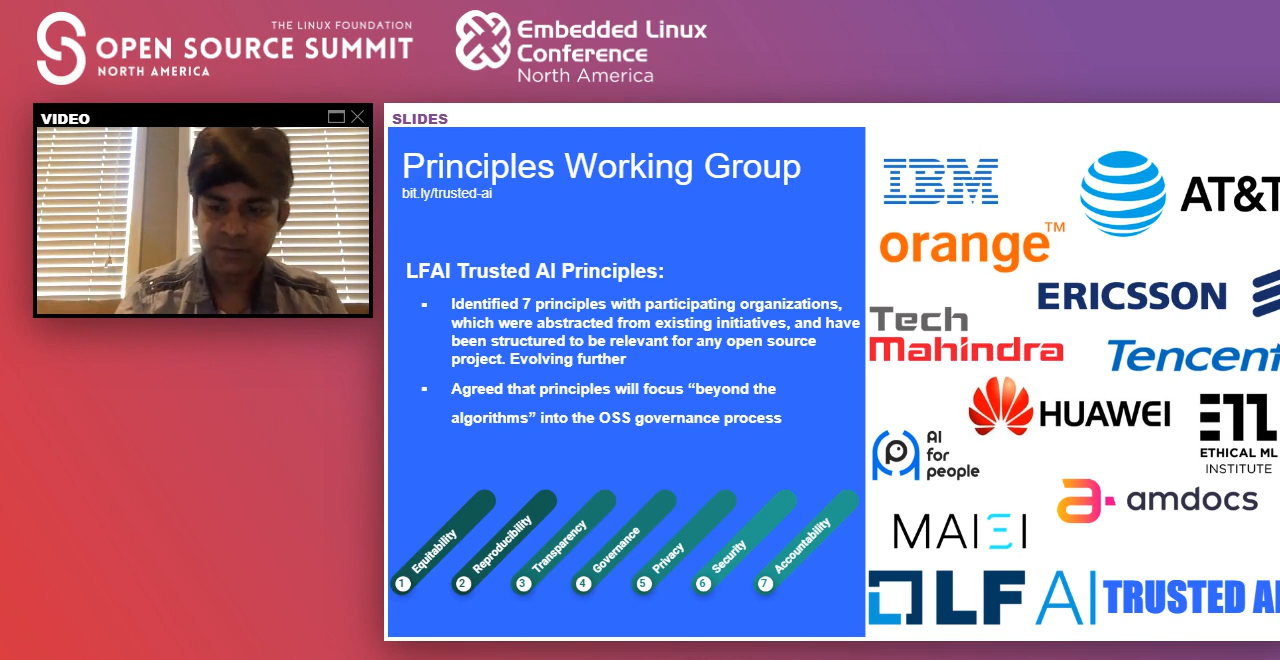 THE LINUX FOUNDATION
OPEN SOURCE SUMMIT
NORTH AMERICA
Embedded Linux
Conference
North America
VIDEO
SLIDES
Principles Working Group
bit.ly/trusted-ai
LFAI Trusted AI Principles:
▪ Identified 7 principles with participating organizations,
which were abstracted from existing initiatives, and have
been structured to be relevant for any open source
project. Evolving further
▪ Agreed that principles will focus “beyond the
algorithms” into the OSS governance process
1 Equitability
2 Reproducibility
3 Transparency
4 Governance
5 Privacy
6 Security
7 Accountability
IBM
AT&T
orange™
ERICSSON
Tech
Mahindra
Tencent
HUAWEI
ETHICAL ML
INSTITUTE
AI
for
people
amdocs
MAIEI
LF AI
TRUSTED AI